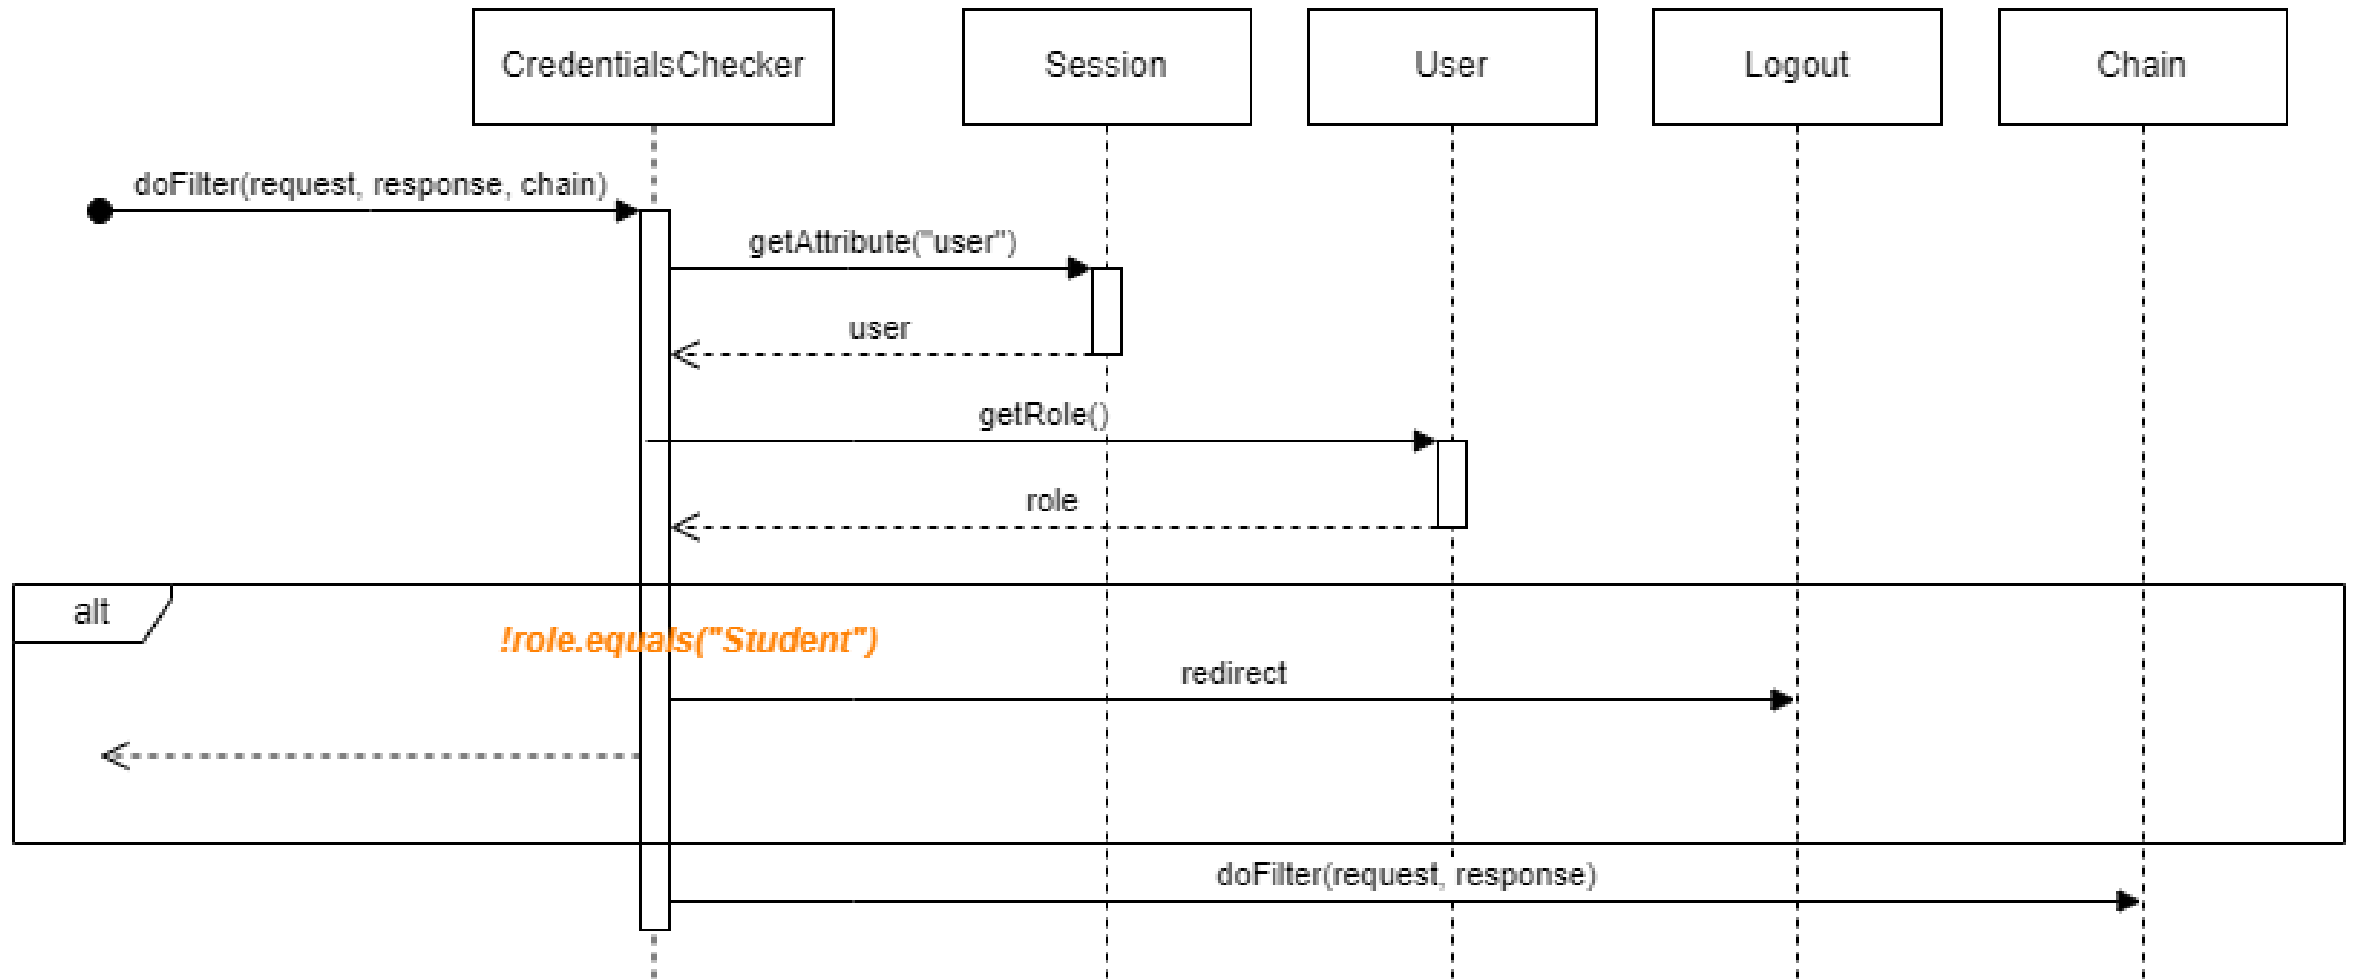 CredentialsChecker
Session
User
Logout
Chain
doFilter(request, response, chain)
getAttribute("user")
user
getRole()
role
alt
!role.equals("Student")
redirect
doFilter(request, response)